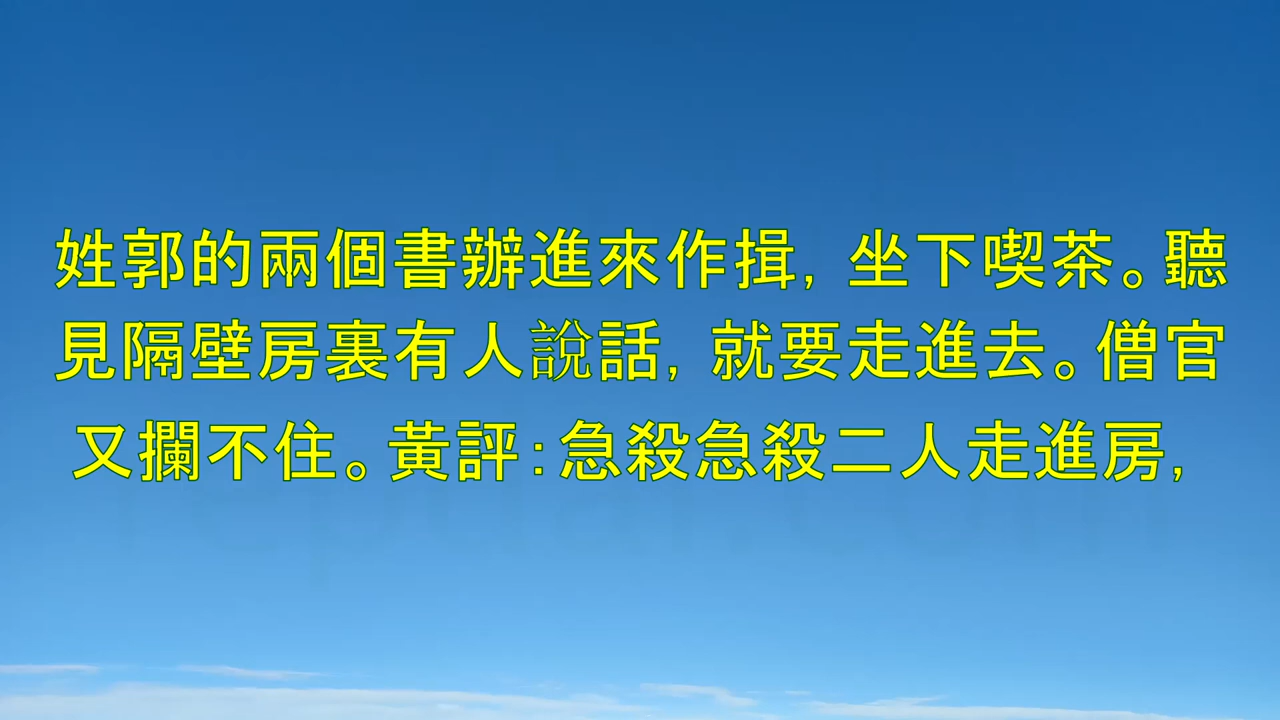 姓郭的兩個書辦進來作揖，坐下喫茶。聽
見隔壁房裏有人說話，就要走進去。僧官
又攔不住。黃評：急殺急殺二人走進房，